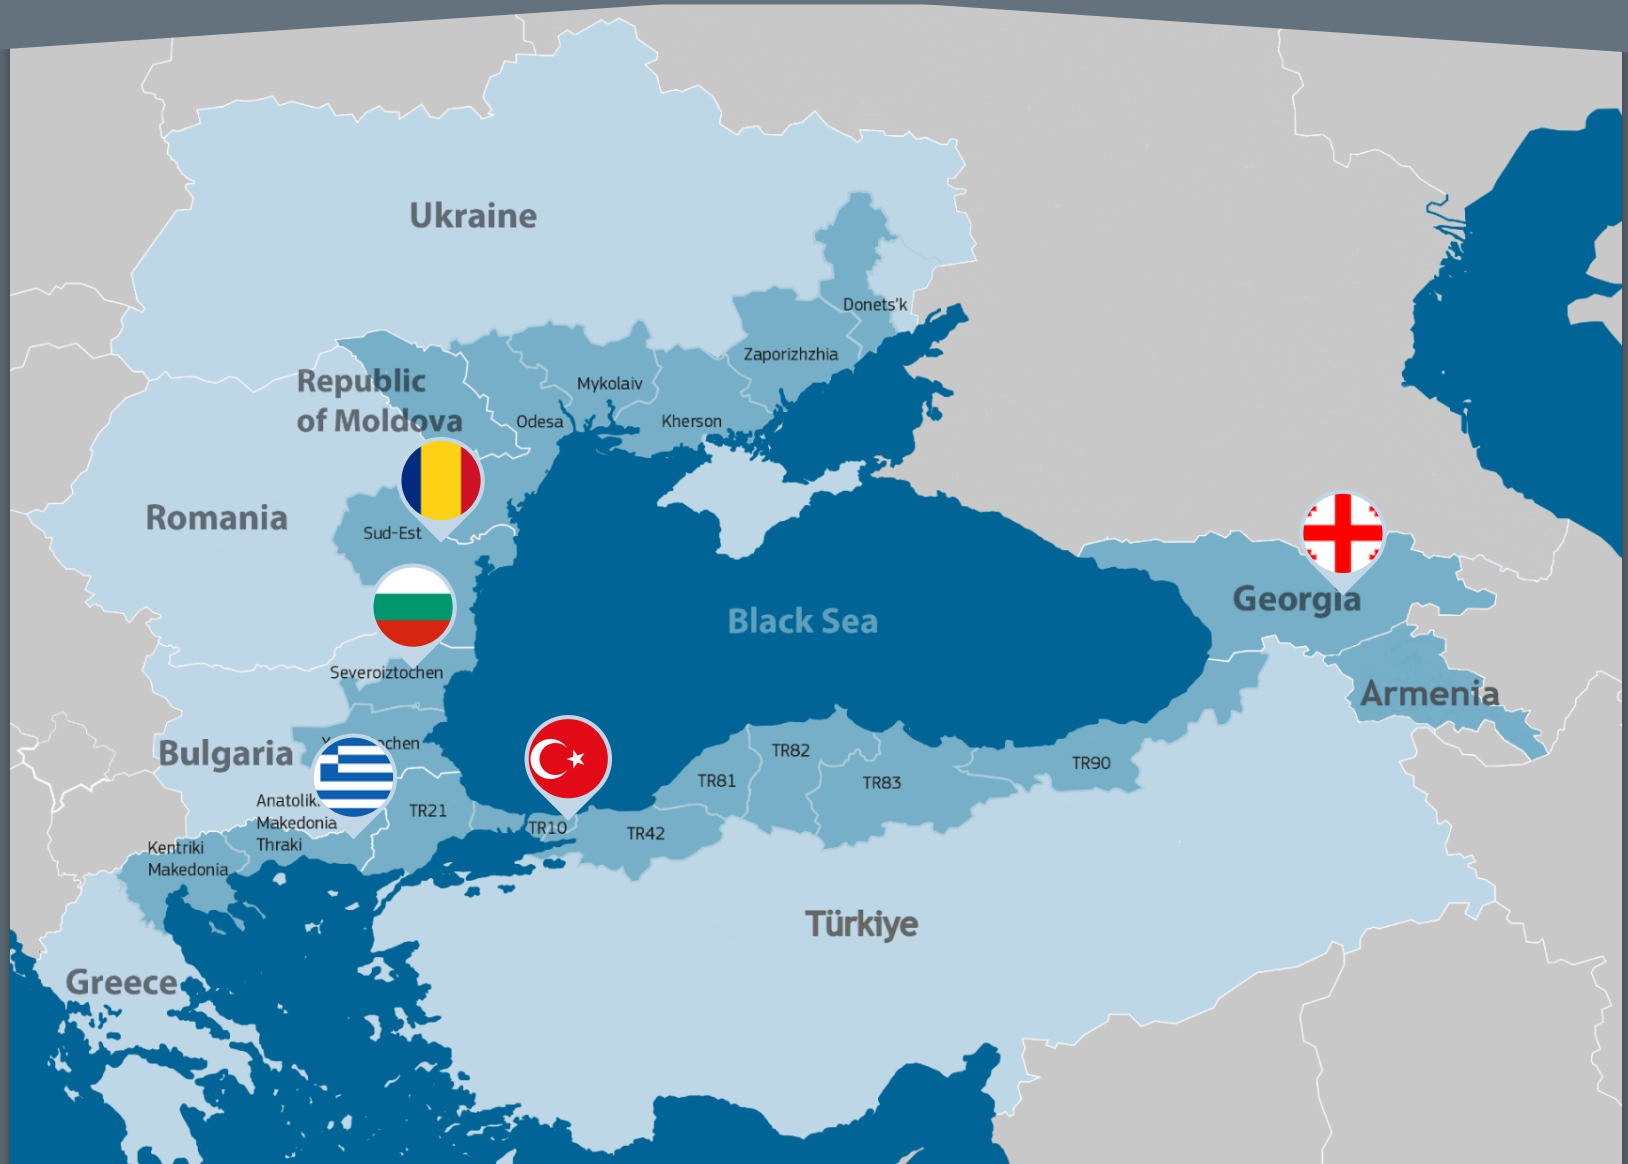 Ukraine
Donets'k
Zaporizhzhia
Republic
of Moldova
Mykolaiv
Odesa
Kherson
Romania
Sud-Est
Georgia
Black Sea
Severoiztochen
Armenia
Bulgaria
TR82
TR90
TR81
TR83
Makedonia
Thraki
TR21
TR10
TR42
Kentriki
Makedonia
Türkiye
Greece